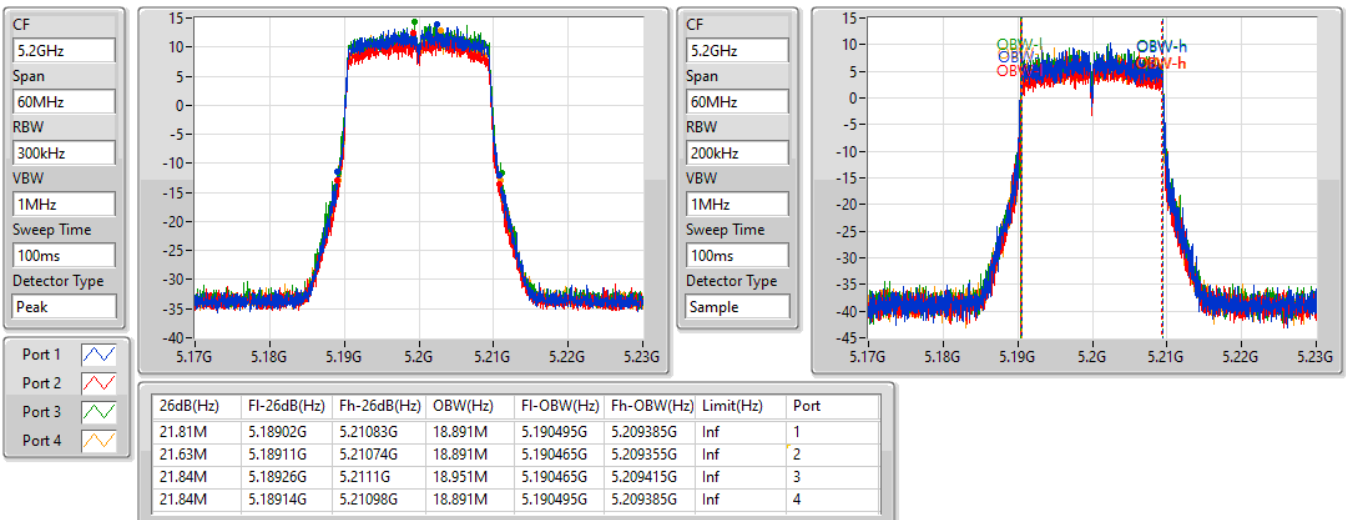 CF
5.2GHz
Span
60MHz
RBW
300kHz
VBW
1MHz
Sweep Time
100ms
Detector Type
Peak
15
10
5
0
-5
-10
-15
-20
-25
-30
-35
-40
5.17G 5.18G 5.19G 5.2G 5.21G 5.22G 5.23G
CF
5.2GHz
Span
60MHz
RBW
200kHz
VBW
1MHz
Sweep Time
100ms
Detector Type
Sample
15
10
5
0
-5
-10
-15
-20
-25
-30
-35
-40
-45
OBW-h
OBW-h
5.17G 5.18G 5.19G 5.2G 5.21G 5.22G 5.23G
Port 1
Port 2
Port 3
Port 4
26dB(Hz) Fl-26dB(Hz) Fh-26dB(Hz) OBW(Hz) Fl-OBW(Hz) Fh-OBW(Hz) Limit(Hz) Port
21.81M 5.18902G 5.21083G 18.891M 5.190495G 5.209385G Inf 1
21.63M 5.18911G 5.21074G 18.891M 5.190465G 5.209355G Inf 2
21.84M 5.18926G 5.2111G 18.951M 5.190465G 5.209415G Inf 3
21.84M 5.18914G 5.21098G 18.891M 5.190495G 5.209385G Inf 4